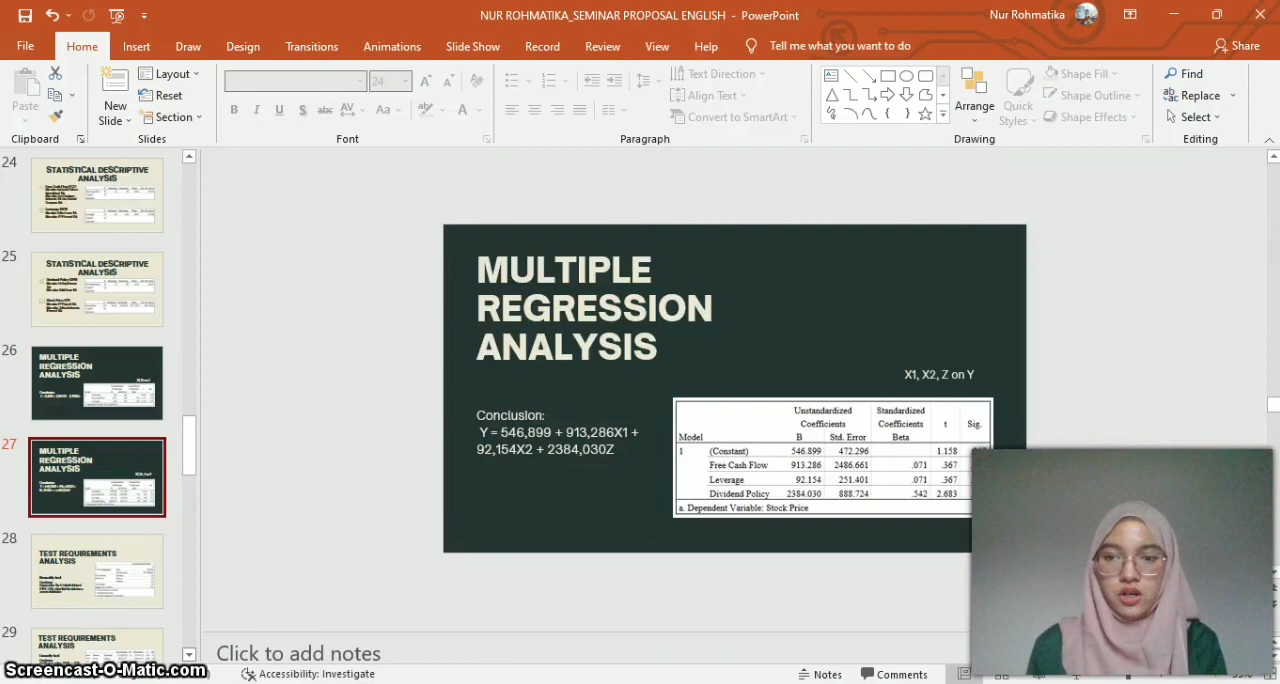 NUR ROHMATIKA_SEMINAR PROPOSAL ENGLISH - PowerPoint
Nur Rohmatika
File Home Insert Draw Design Transitions Animations Slide Show Record Review View Help Tell me what you want to do Share
Paste
New Slide
Layout
Reset
Section
24
B I U S abc AV Aa A
Text Direction
Align Text
Convert to SmartArt
Arrange
Quick Styles
Shape Fill
Shape Outline
Shape Effects
Find
Replace
Select
Clipboard Slides Font Paragraph Drawing Editing
24
STATISTICAL DESCRIPTIVE
ANALYSIS
25
STATISTICAL DESCRIPTIVE
ANALYSIS
26
MULTIPLE
REGRESSION
ANALYSIS
27
MULTIPLE
REGRESSION
ANALYSIS
28
TEST REQUIREMENTS
ANALYSIS
29
TEST REQUIREMENTS
ANALYSIS
MULTIPLE
REGRESSION
ANALYSIS
X1, X2, Z on Y
Conclusion:
Y = 546,899 + 913,286X1 +
92,154X2 + 2384,030Z
Unstandardized Standardized
Coefficients Coefficients t Sig.
Model B Std. Error Beta
1 (Constant) 546.899 472.296 1.158
Free Cash Flow 913.286 2486.661 .071 .367
Leverage 92.154 251.401 .071 .367
Dividend Policy 2384.030 888.724 .542 2.683
a. Dependent Variable: Stock Price
Click to add notes
Screencast-O-Matic.com
Accessibility: Investigate
Notes Comments